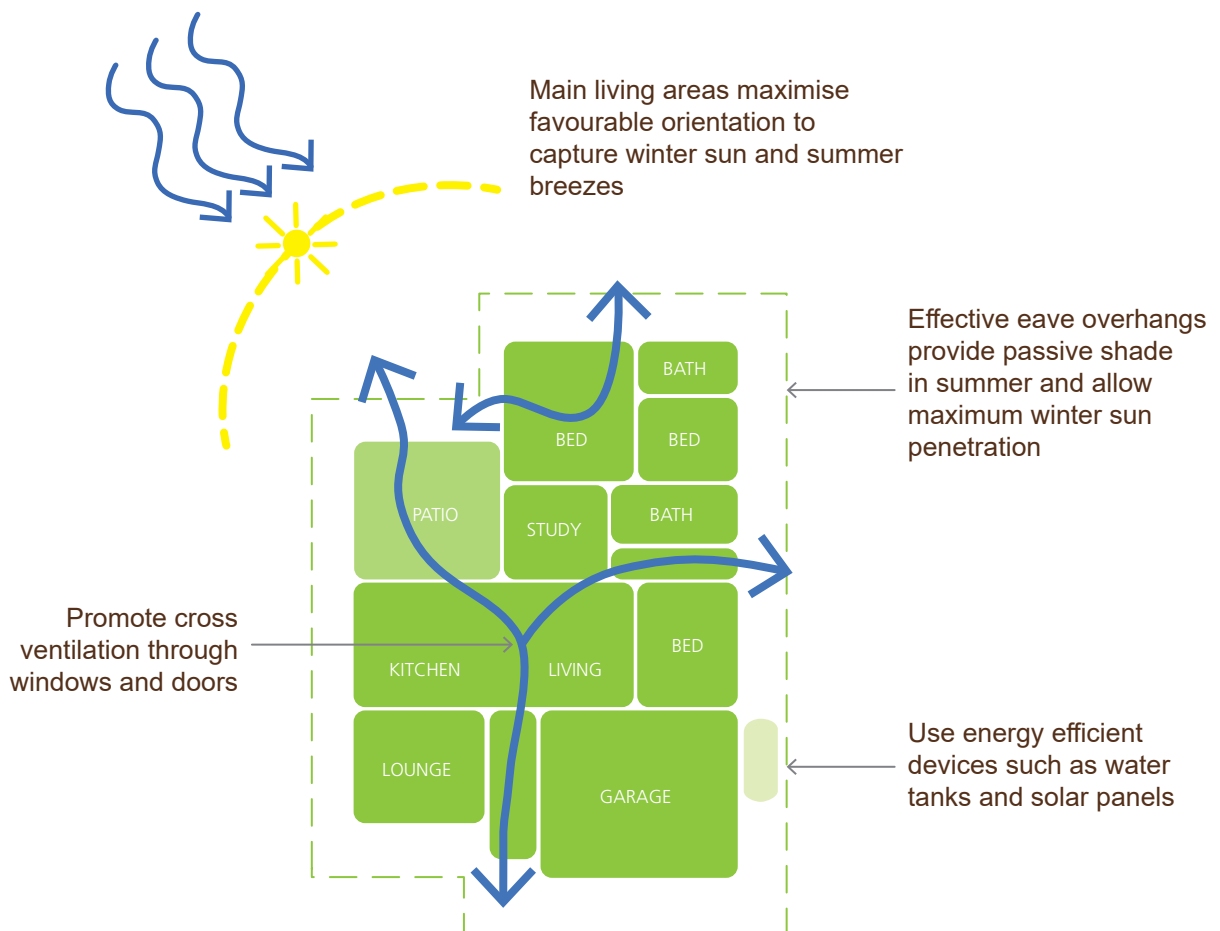 Main living areas maximise
favourable orientation to
capture winter sun and summer
breezes
Effective eave overhangs
provide passive shade
in summer and allow
maximum winter sun
penetration
BATH
BED
BED
PATIO
STUDY
BATH
Promote cross
ventilation through
windows and doors
KITCHEN
LIVING
BED
LOUNGE
GARAGE
Use energy efficient
devices such as water
tanks and solar panels